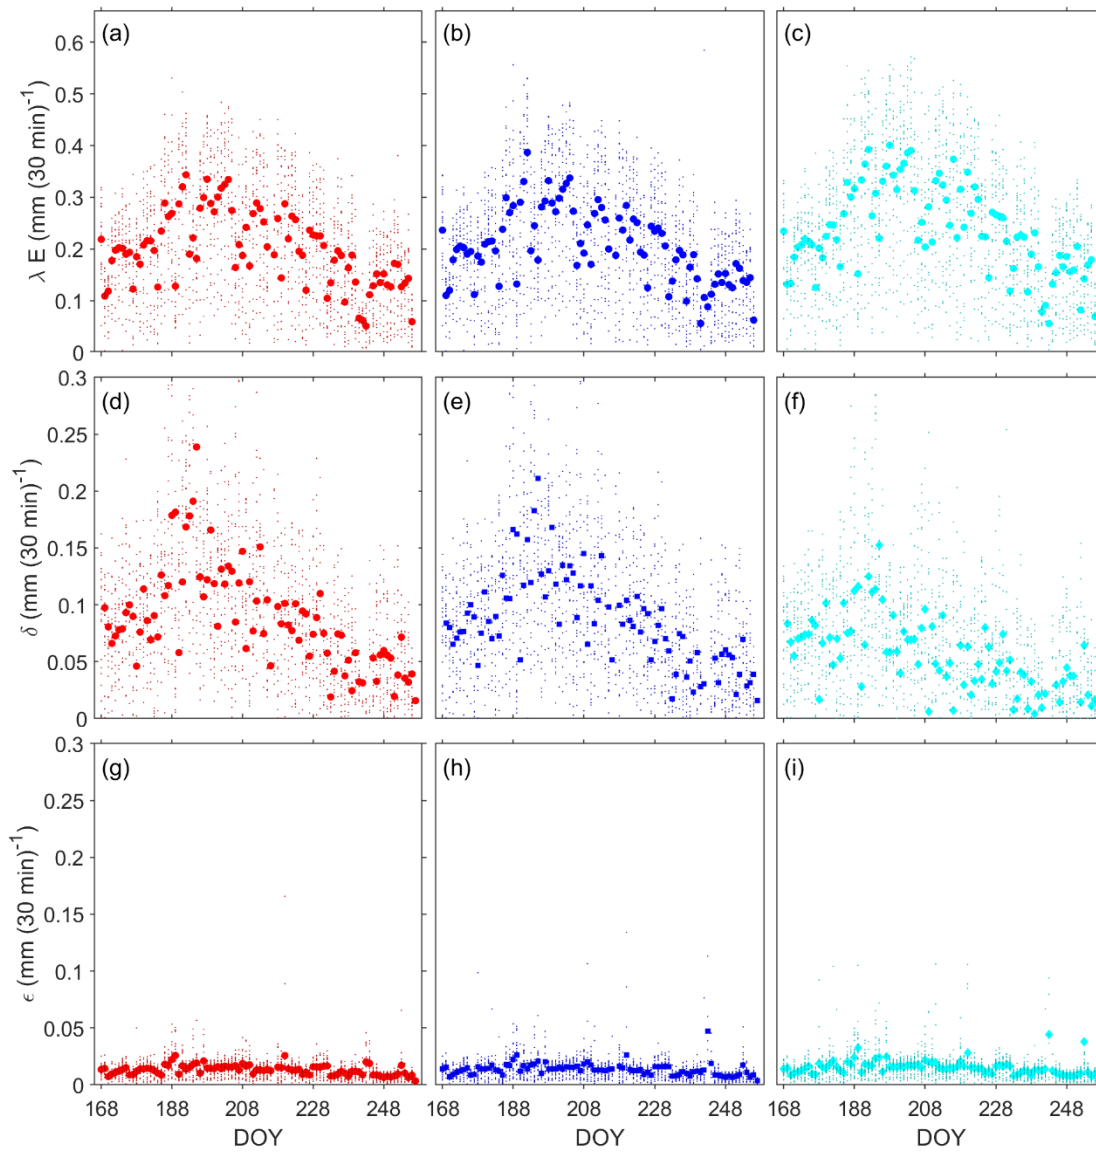 (a) (b) (c)
0.6
0.5
0.4
0.3
0.2
0.1
0
λ E (mm (30 min)-1)
(d) (e) (f)
0.3
0.25
0.2
0.15
0.1
0.05
0
δ (mm (30 min)-1)
(g) (h) (i)
0.3
0.25
0.2
0.15
0.1
0.05
0
ϵ (mm (30 min)-1)
168 188 208 228 248 168 188 208 228 248 168 188 208 228 248
DOY DOY DOY